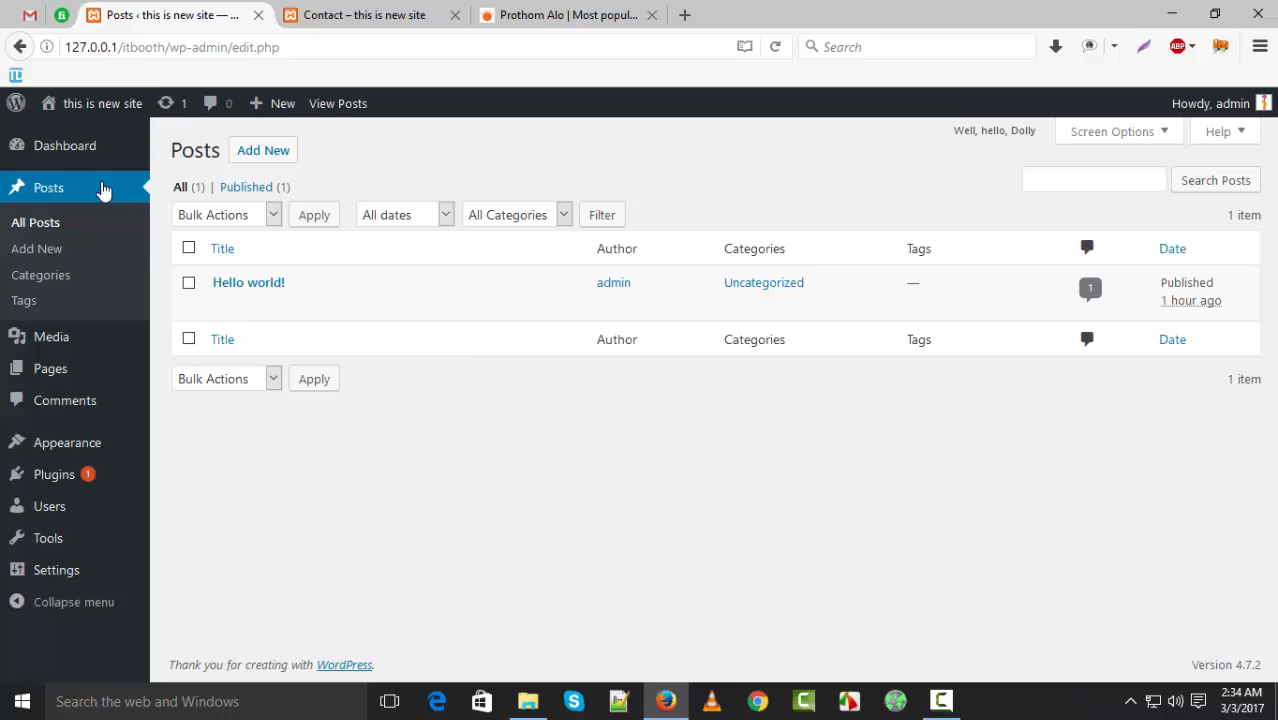 Posts ‹ this is new site — ...
Contact – this is new site
Prothom Alo | Most popul...
127.0.0.1/itbooth/wp-admin/edit.php
Search
ABP
this is new site 1 0 New View Posts
Howdy, admin
Dashboard
Posts
All Posts
Add New
Categories
Tags
Media
Pages
Comments
Appearance
Plugins 1
Users
Tools
Settings
Collapse menu
Well, hello, Dolly
Screen Options
Help
Posts Add New
All (1) | Published (1)
Search Posts
Bulk Actions Apply All dates All Categories Filter
1 item
Title Author Categories Tags Date
Hello world! admin Uncategorized — 1 Published
1 hour ago
Title Author Categories Tags Date
Bulk Actions Apply
1 item
Thank you for creating with WordPress.
Version 4.7.2
Search the web and Windows
2:34 AM
3/3/2017